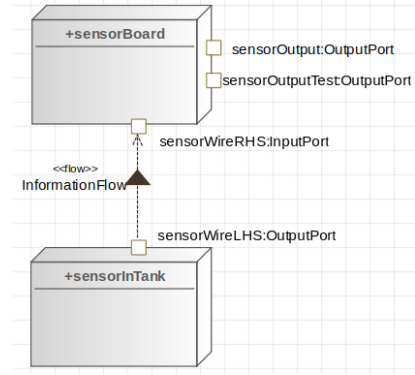 +sensorBoard
sensorOutput:OutputPort
sensorOutputTest:OutputPort
sensorWireRHS:InputPort
<<flow>>
InformationFlow
sensorWireLHS:OutputPort
+sensorInTank